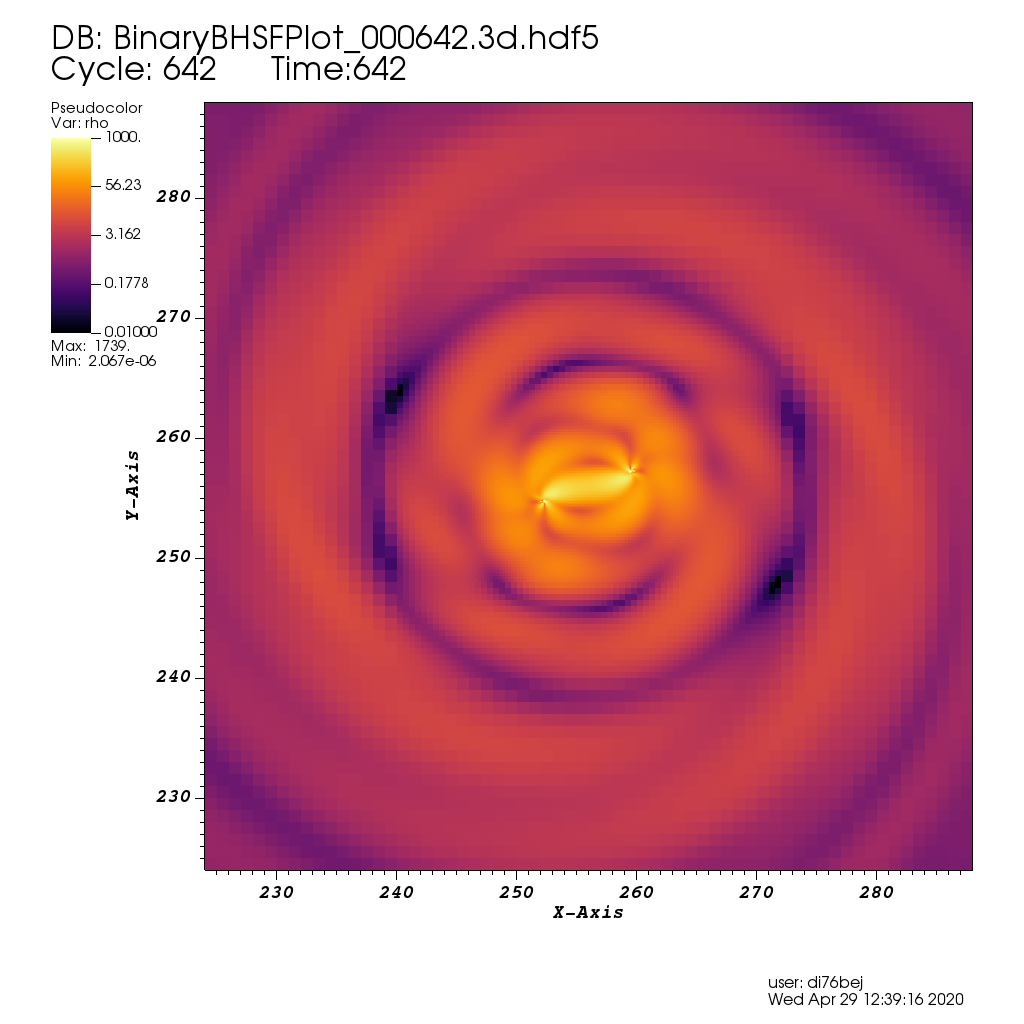 DB: BinaryBHSFPlot_000642.3d.hdf5
Cycle: 642 Time:642
Pseudocolor
Var: rho
1000.
56.23
3.162
0.1778
0.01000
Max: 1739.
Min: 2.067e-06
280
270
260
250
240
230
Y-Axis
230 240 250 260 270 280
X-Axis
user: di76bej
Wed Apr 29 12:39:16 2020